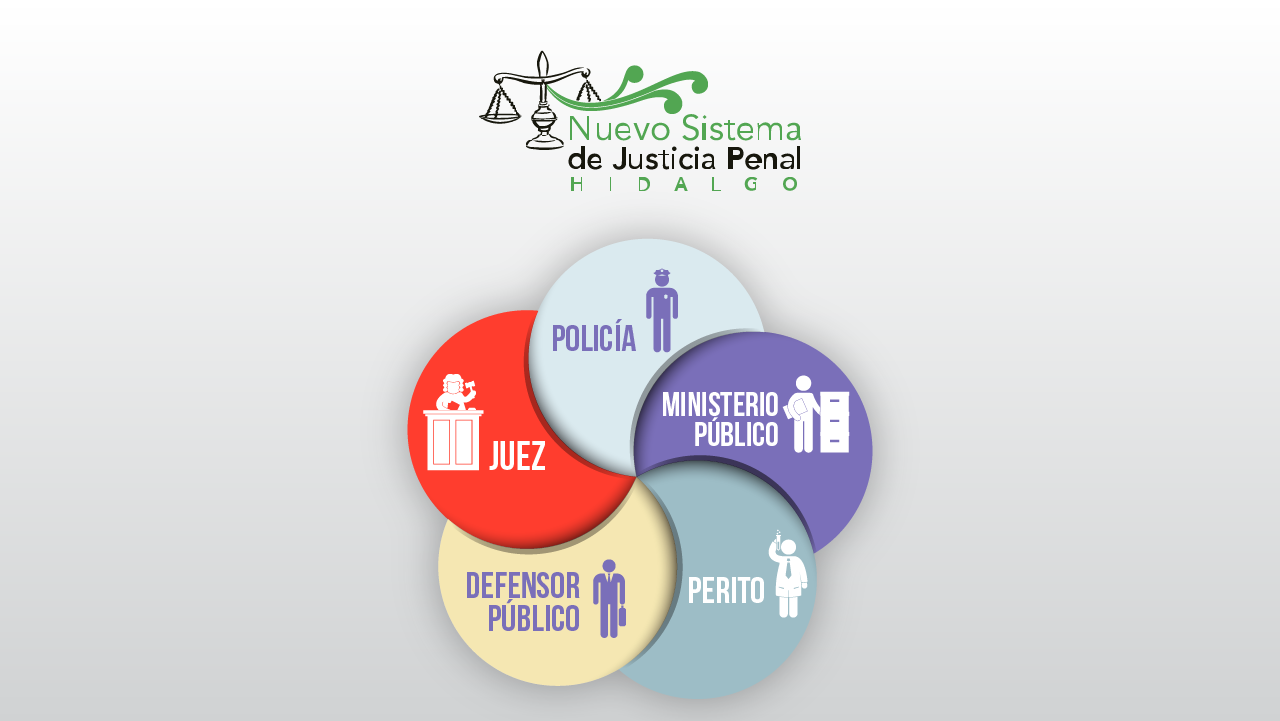 Nuevo Sistema
de Justicia Penal
HIDALGO
POLICÍA
MINISTERIO
PÚBLICO
JUEZ
DEFENSOR
PÚBLICO
PERITO